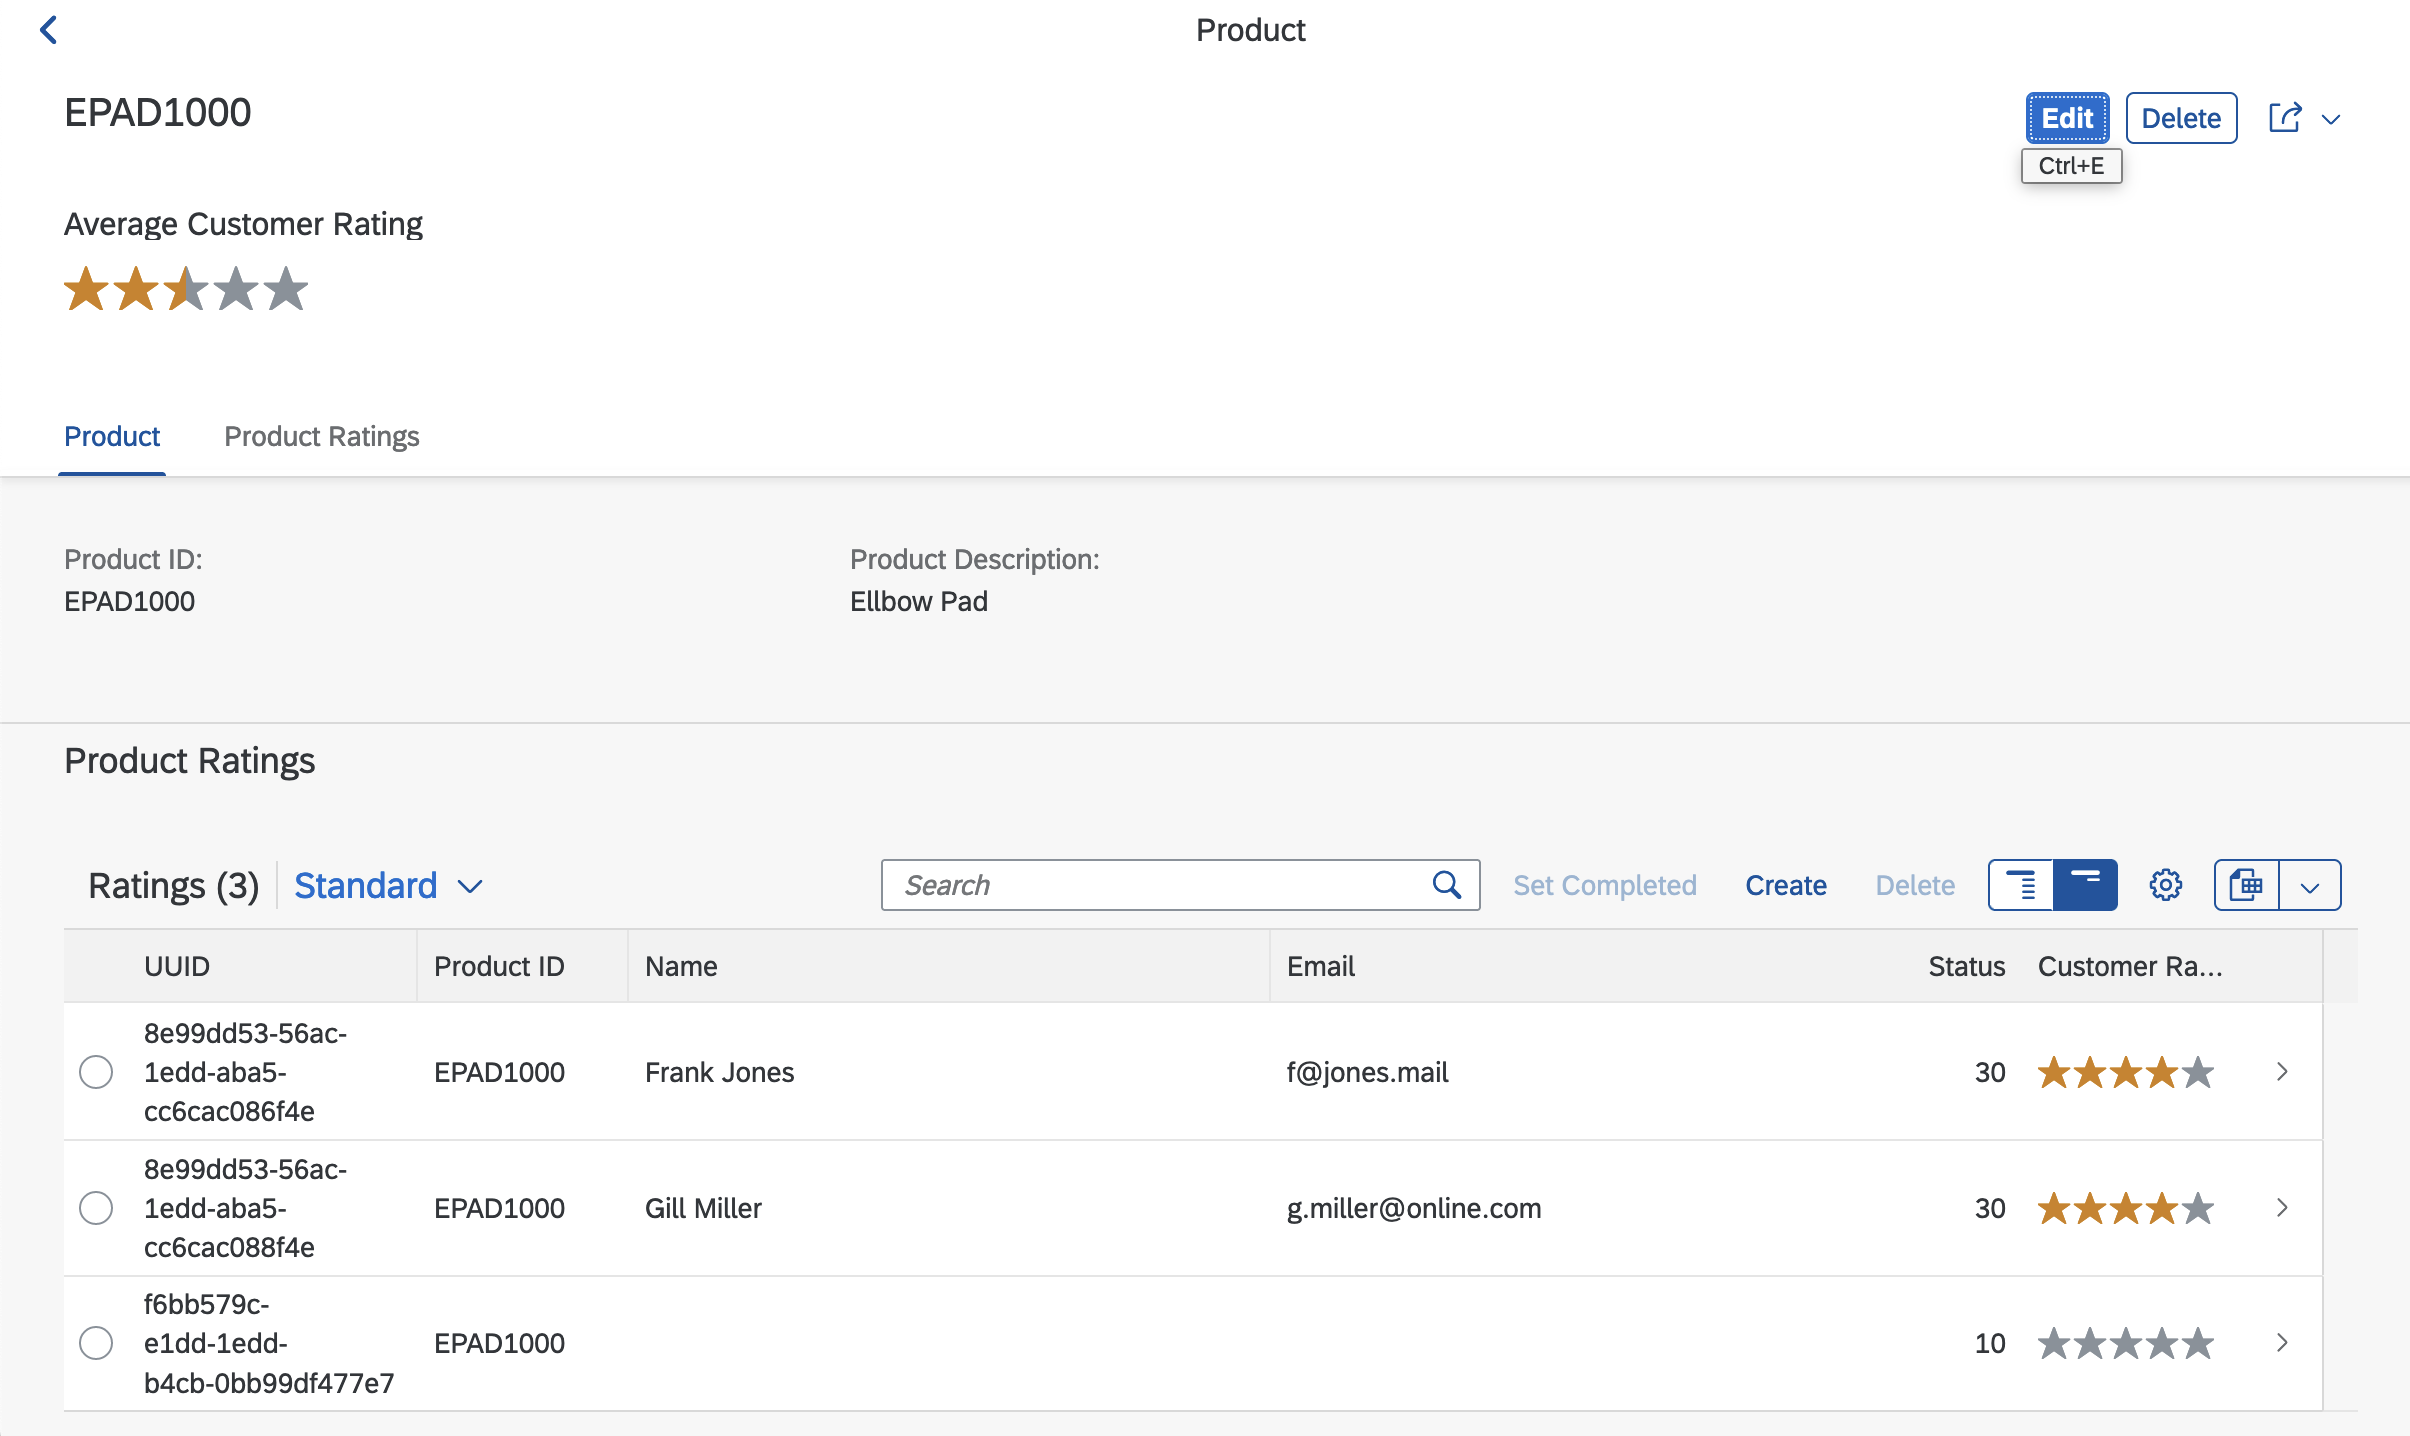 Product
EPAD1000
Edit
Delete
Ctrl+E
Average Customer Rating
Product
Product Ratings
Product ID:
Product Description:
EPAD1000
Ellbow Pad
Product Ratings
Ratings (3)
Standard
Search
Set Completed
Create
Delete
UUID
Product ID
Name
Email
Status
Customer Ra...
8e99dd53-56ac-
1edd-aba5-
cc6cac086f4e
EPAD1000
Frank Jones
f@jones.mail
30
8e99dd53-56ac-
1edd-aba5-
cc6cac088f4e
EPAD1000
Gill Miller
g.miller@online.com
30
f6bb579c-
e1dd-1edd-
b4cb-0bb99df477e7
EPAD1000
10